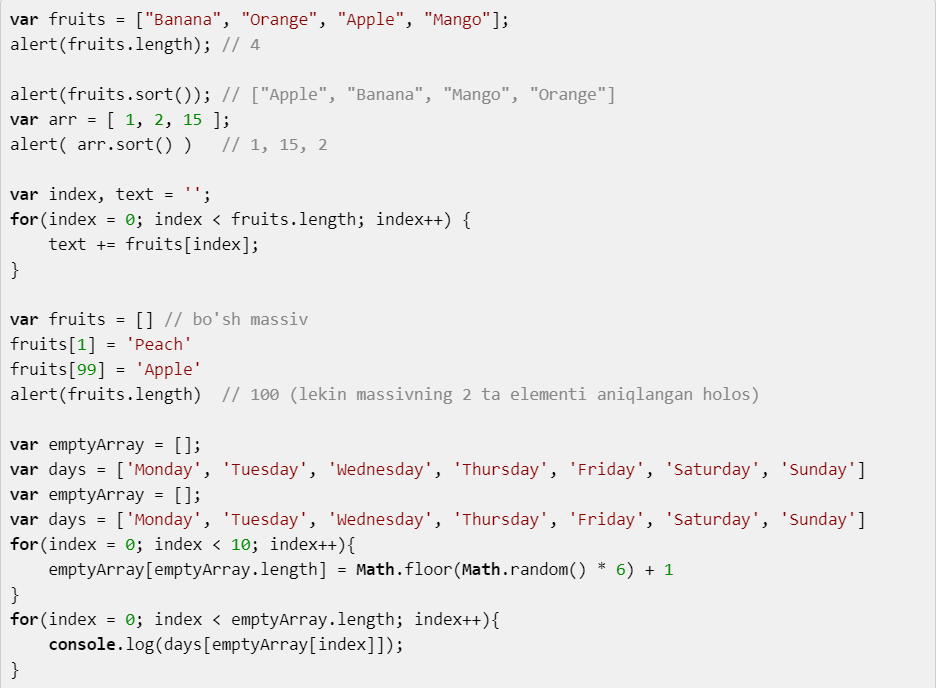 var fruits = ["Banana", "Orange", "Apple", "Mango"];
alert(fruits.length); // 4
alert(fruits.sort()); // ["Apple", "Banana", "Mango", "Orange"]
var arr = [ 1, 2, 15 ];
alert( arr.sort() )   // 1, 15, 2
var index, text = '';
for(index = 0; index < fruits.length; index++) {
    text += fruits[index];
}
var fruits = [] // bo'sh massiv
fruits[1] = 'Peach'
fruits[99] = 'Apple'
alert(fruits.length)  // 100 (lekin massivning 2 ta elementi aniqlangan holos)
var emptyArray = [];
var days = ['Monday', 'Tuesday', 'Wednesday', 'Thursday', 'Friday', 'Saturday', 'Sunday']
var emptyArray = [];
var days = ['Monday', 'Tuesday', 'Wednesday', 'Thursday', 'Friday', 'Saturday', 'Sunday']
for(index = 0; index < 10; index++){
    emptyArray[emptyArray.length] = Math.floor(Math.random() * 6) + 1
}
for(index = 0; index < emptyArray.length; index++){
    console.log(days[emptyArray[index]]);
}